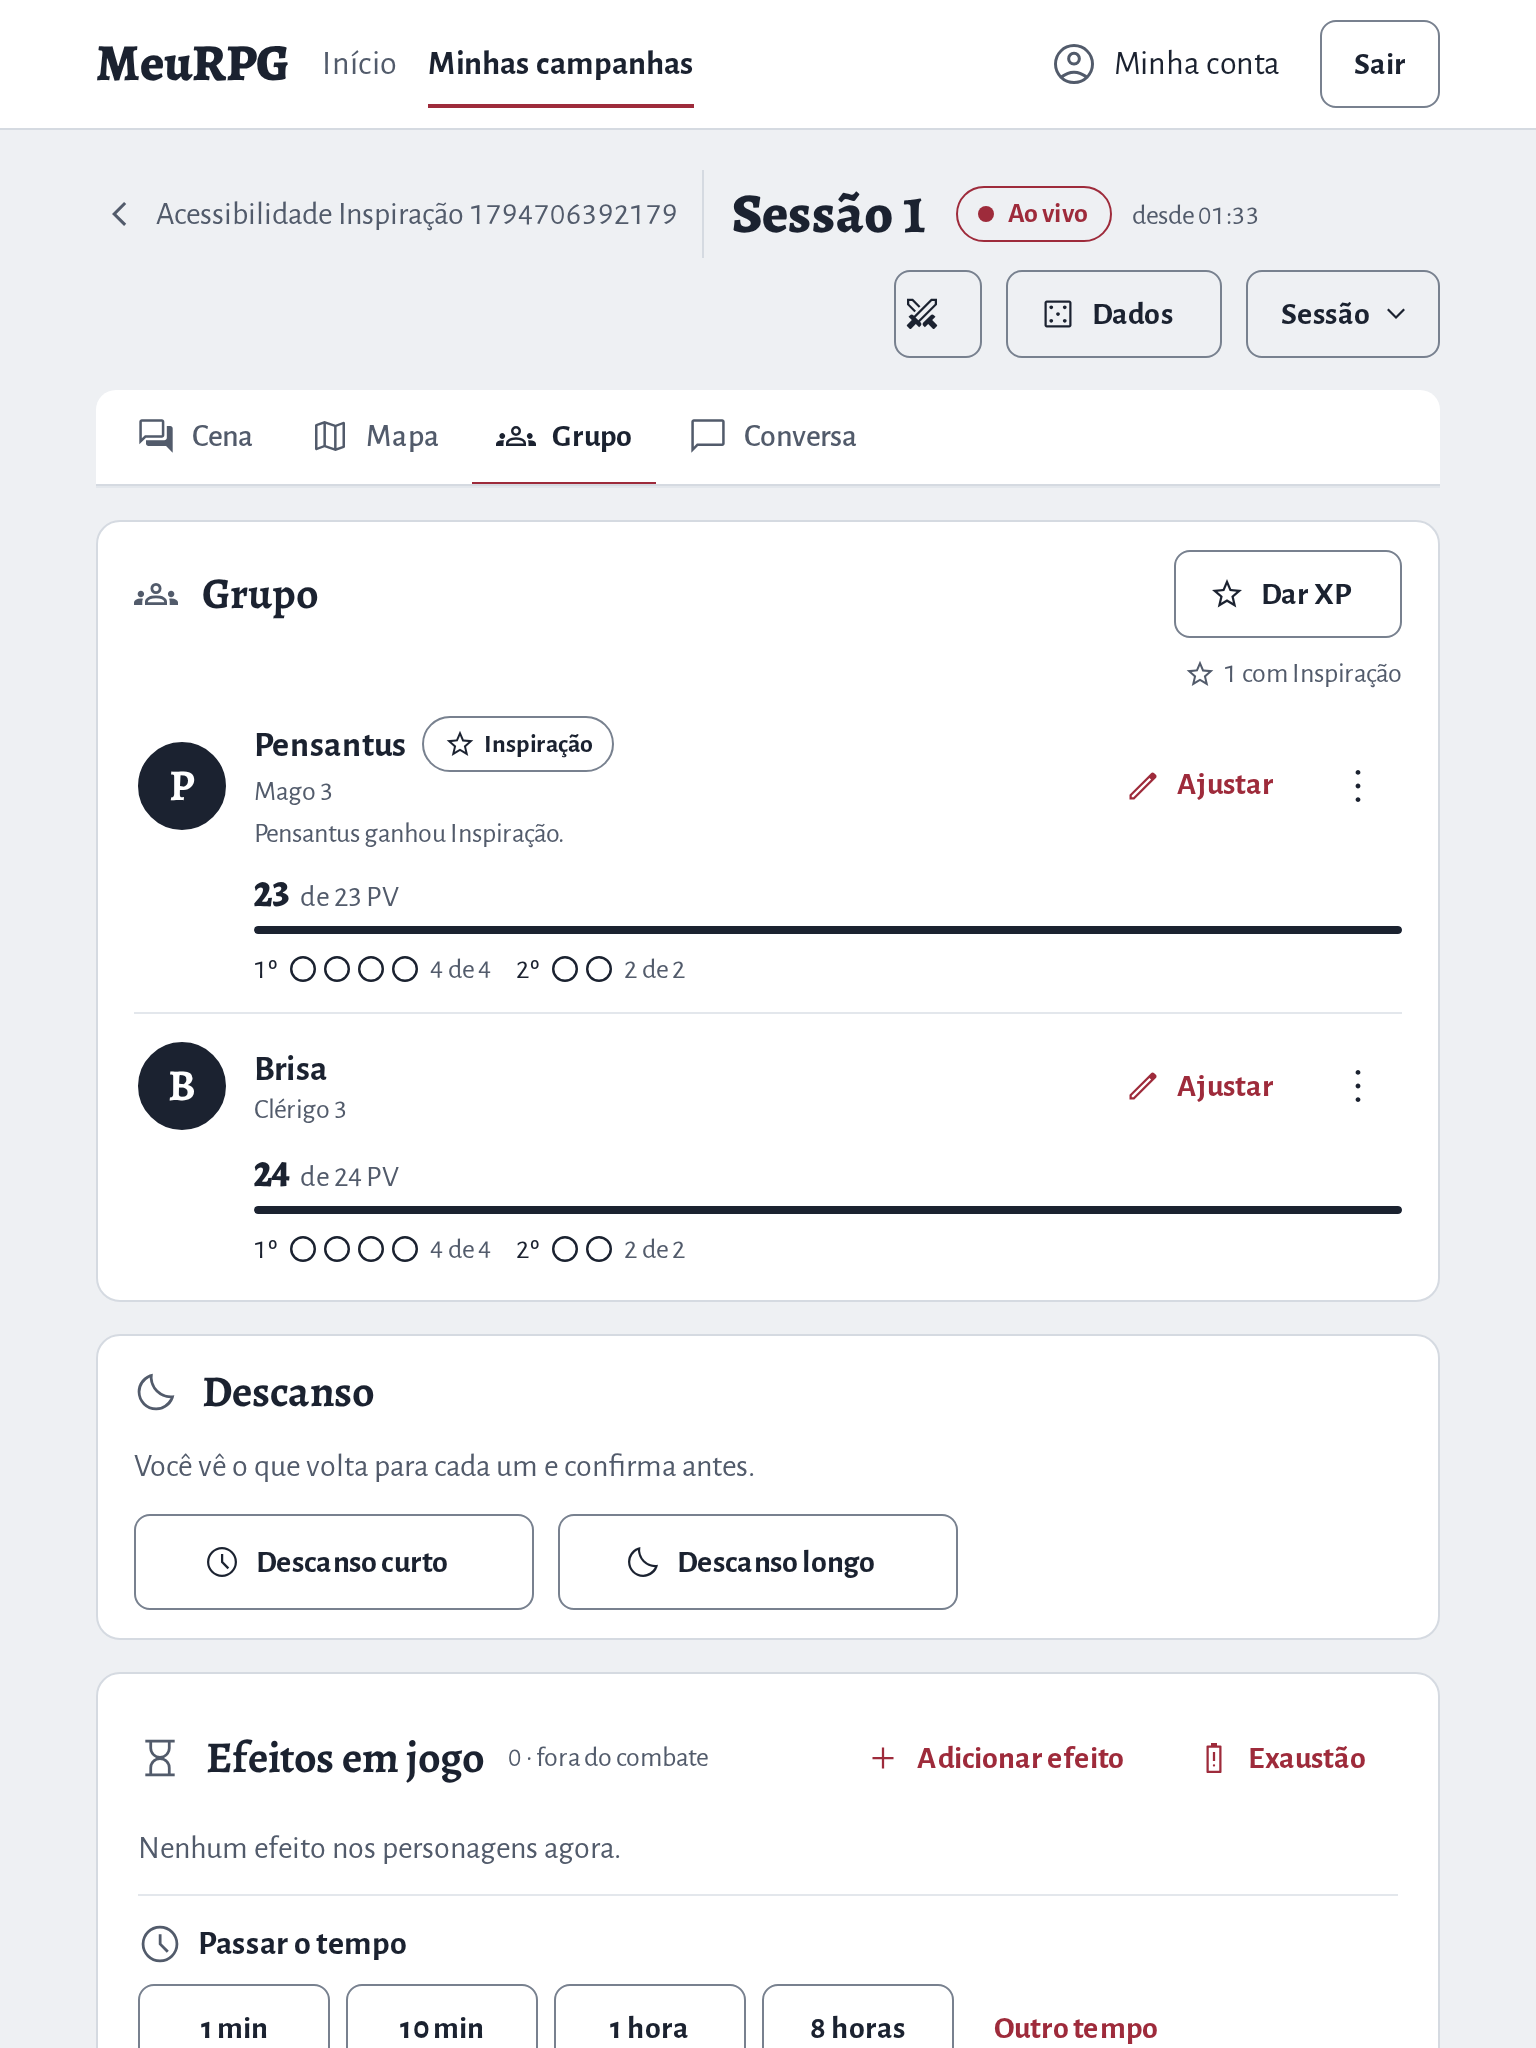 MeuRPG Início Minhas campanhas Minha conta Sair
Acessibilidade Inspiração 1794706392179 Sessão 1 Ao vivo desde 01:33
Dados Sessão
Cena Mapa Grupo Conversa
Grupo Dar XP
1 com Inspiração
Pensantus Inspiração
Mago 3
Pensantus ganhou Inspiração.
Ajustar
23 de 23 PV
1º 4 de 4 2º 2 de 2
Brisa
Clérigo 3
Ajustar
24 de 24 PV
1º 4 de 4 2º 2 de 2
Descanso
Você vê o que volta para cada um e confirma antes.
Descanso curto Descanso longo
Efeitos em jogo 0 · fora do combate Adicionar efeito Exaustão
Nenhum efeito nos personagens agora.
Passar o tempo
1 min 10 min 1 hora 8 horas Outro tempo